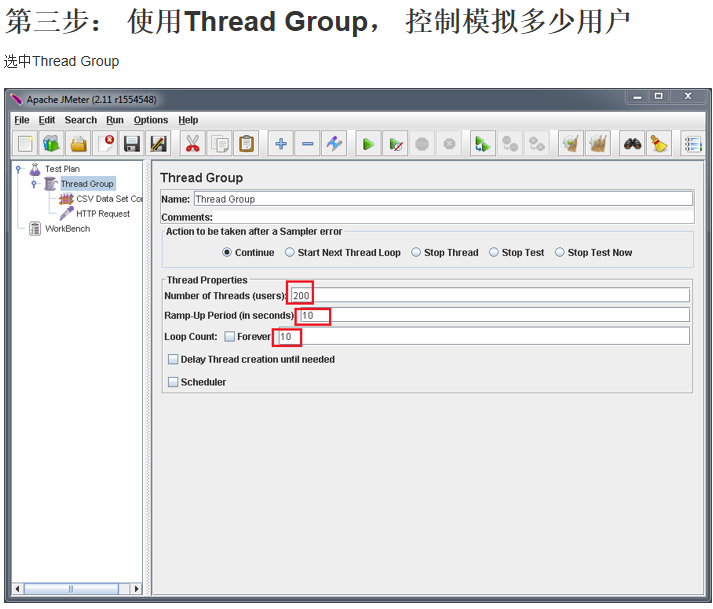 第三步： 使用Thread Group， 控制模拟多少用户
选中Thread Group
Apache JMeter (2.11 r1554548)
File Edit Search Run Options Help
Test Plan
Thread Group
CSV Data Set Co
HTTP Request
WorkBench
Thread Group
Name: Thread Group
Comments:
Action to be taken after a Sampler error
Continue Start Next Thread Loop Stop Thread Stop Test Stop Test Now
Thread Properties
Number of Threads (users): 200
Ramp-Up Period (in seconds) 10
Loop Count: Forever 10
Delay Thread creation until needed
Scheduler